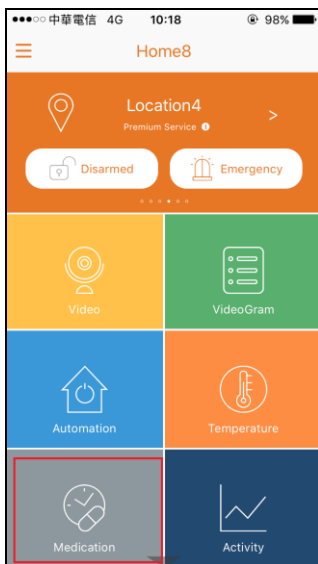 中華電信 4G 10:18 98%
Home8
Location4
Premium Service
Disarmed Emergency
Video VideoGram
Automation Temperature
Medication Activity